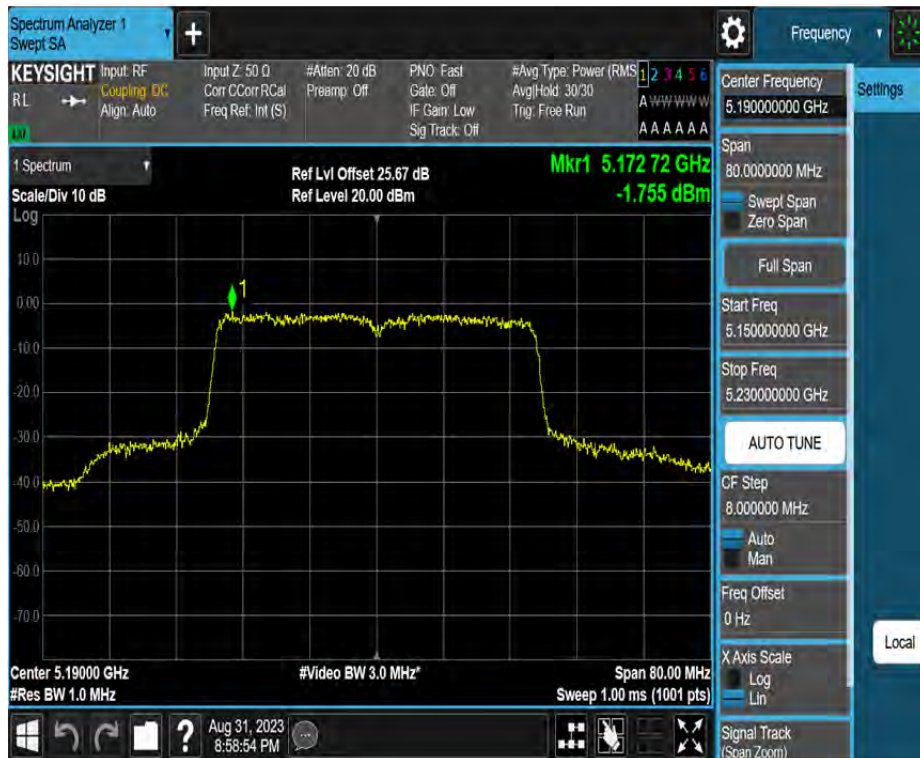 Spectrum Analyzer 1
Swept SA
+
Frequency
KEYSIGHT
RL
LXI
Input: RF
Coupling: DC
Align: Auto
Input Z: 50 Ω
Corr CCorr RCal
Freq Ref: Int (S)
#Atten: 20 dB
Preamp: Off
PNO: Fast
Gate: Off
IF Gain: Low
Sig Track: Off
#Avg Type: Power (RMS
Avg|Hold: 30/30
Trig: Free Run
1 2 3 4 5 6
A W W W W W
A A A A A A
1 Spectrum
Scale/Div 10 dB
Log
Ref Lvl Offset 25.67 dB
Ref Level 20.00 dBm
Mkr1 5.172 72 GHz
-1.755 dBm
10.0
0.00
-10.0
-20.0
-30.0
-40.0
-50.0
-60.0
-70.0
1
Center 5.19000 GHz
#Res BW 1.0 MHz
#Video BW 3.0 MHz*
Span 80.00 MHz
Sweep 1.00 ms (1001 pts)
?
Aug 31, 2023
8:58:54 PM
Center Frequency
5.190000000 GHz
Span
80.0000000 MHz
Swept Span
Zero Span
Full Span
Start Freq
5.150000000 GHz
Stop Freq
5.230000000 GHz
AUTO TUNE
CF Step
8.000000 MHz
Auto
Man
Freq Offset
0 Hz
X Axis Scale
Log
Lin
Signal Track
(Span Zoom)
Settings
Local